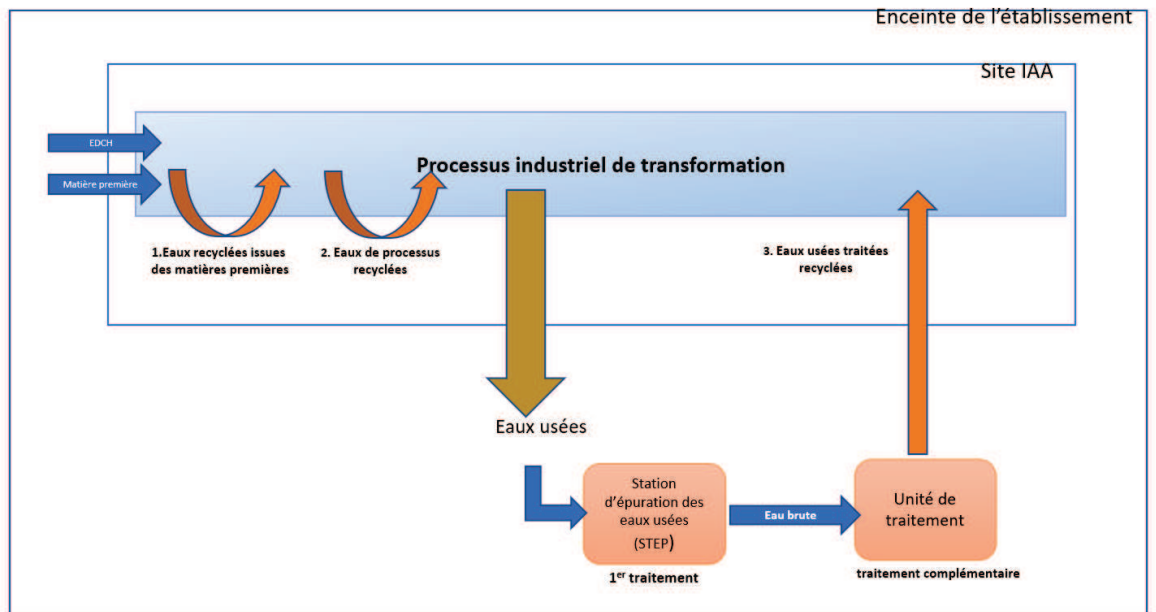 Enceinte de l'établissement
Site IAA
EDCH
Processus industriel de transformation
Matière première
1.Eaux recyclées issues
des matières premières
2. Eaux de processus
recyclées
3. Eaux usées traitées
recyclées
Eaux usées
Station
d'épuration des
eaux usées
(STEP)
Eau brute
Unité de
traitement
1er traitement
traitement complémentaire